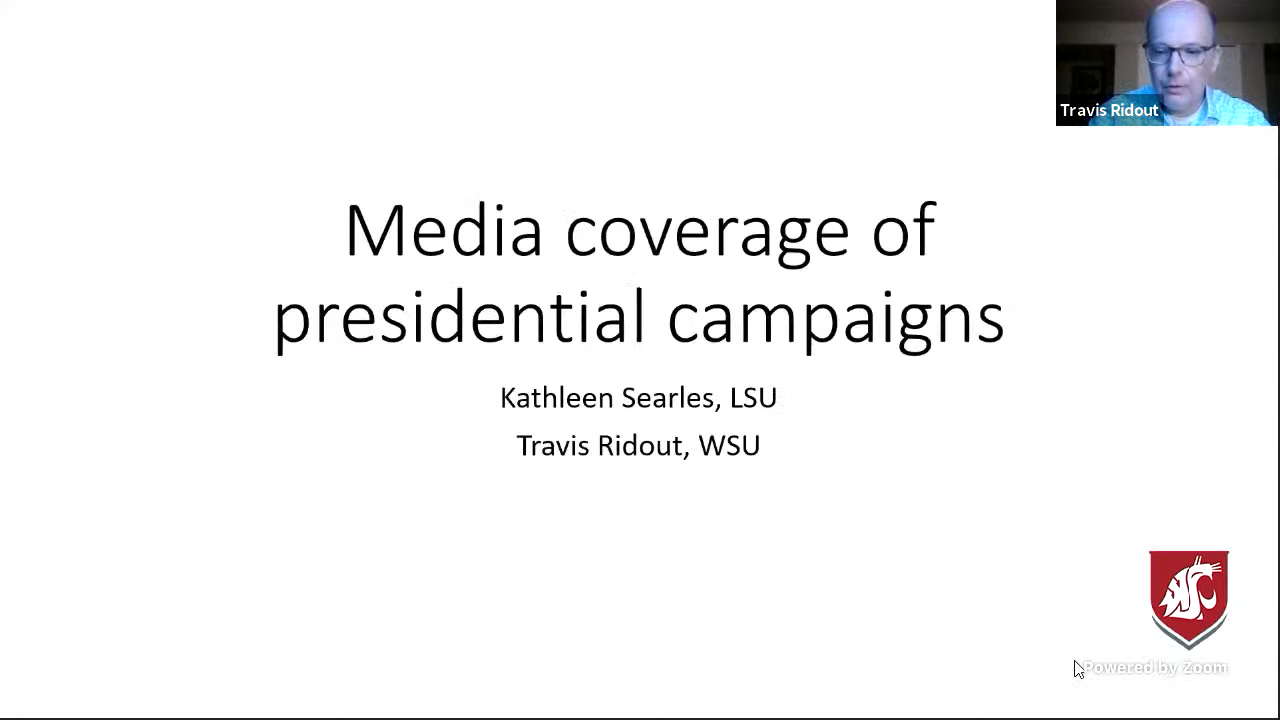 Travis Ridout
Media coverage of
presidential campaigns
Kathleen Searles, LSU
Travis Ridout, WSU
Powered by Zoom